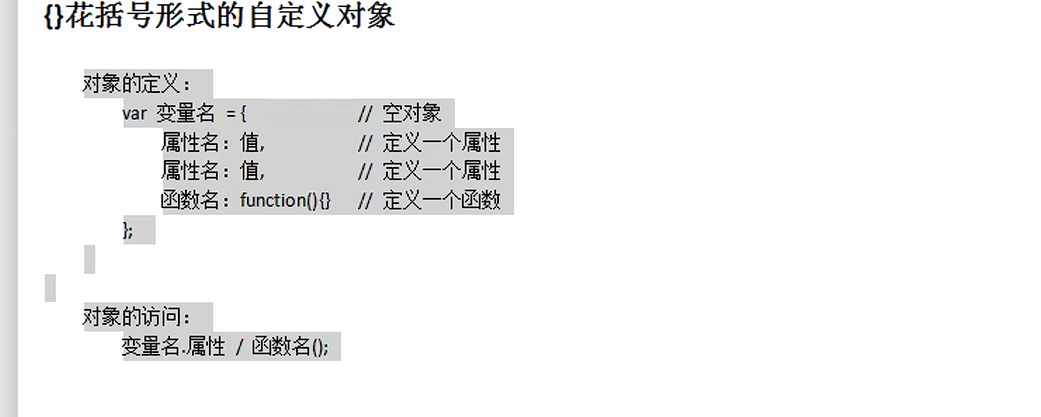 {}花括号形式的自定义对象
对象的定义：
var 变量名 = { // 空对象
属性名：值, // 定义一个属性
属性名：值, // 定义一个属性
函数名：function(){} // 定义一个函数
};
对象的访问：
变量名.属性 / 函数名();